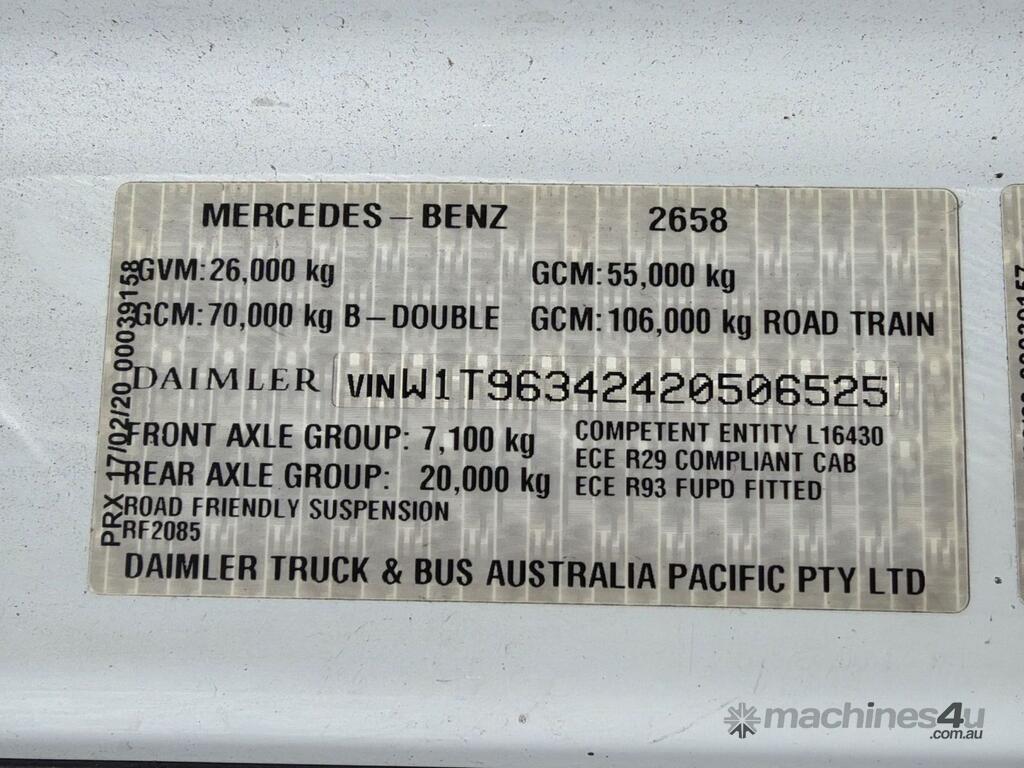 MERCEDES – BENZ 2658
GVM: 26,000 kg GCM: 55,000 kg
GCM: 70,000 kg B – DOUBLE GCM: 106,000 kg ROAD TRAIN
DAIMLER VIN W1T96342420506525
FRONT AXLE GROUP: 7,100 kg
REAR AXLE GROUP: 20,000 kg
ROAD FRIENDLY SUSPENSION
RF2085
COMPETENT ENTITY L16430
ECE R29 COMPLIANT CAB
ECE R93 FUPD FITTED
DAIMLER TRUCK & BUS AUSTRALIA PACIFIC PTY LTD
PRX 17/02/20 00039158
machines4u
.com.au